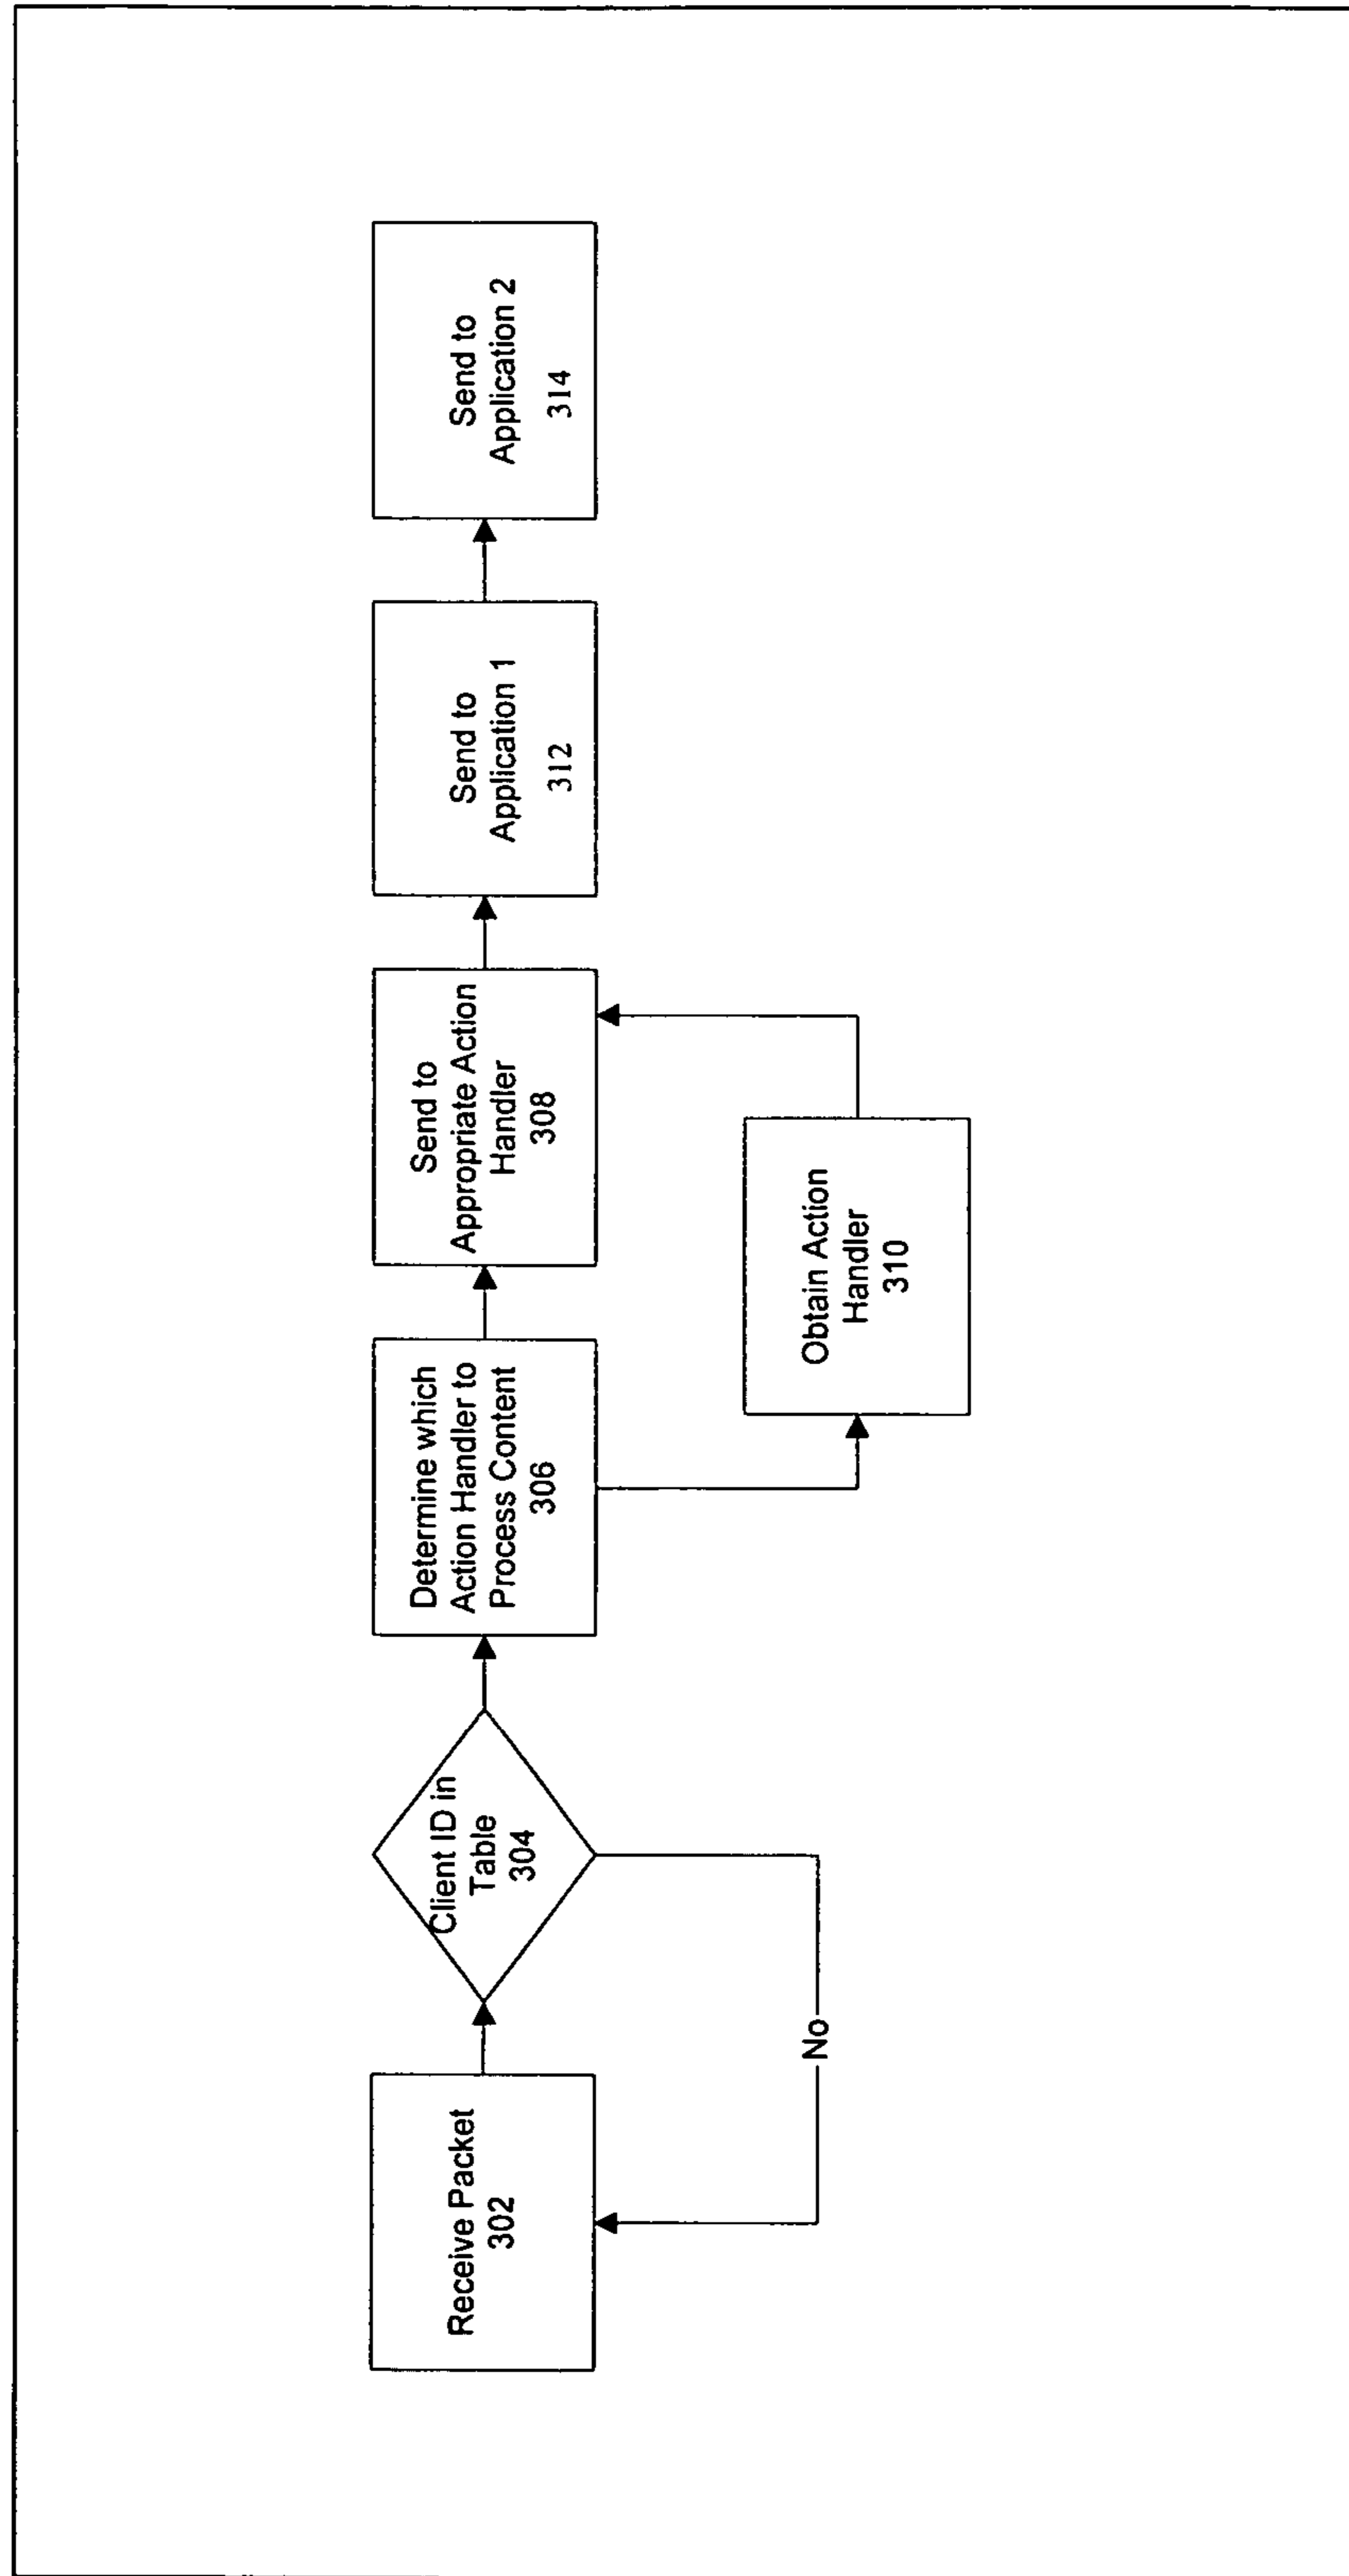 Receive Packet
302
Client ID in
Table
304
No
Determine which
Action Handler to
Process Content
306
Obtain Action
Handler
310
Send to
Appropriate Action
Handler
308
Send to
Application 1
312
Send to
Application 2
314